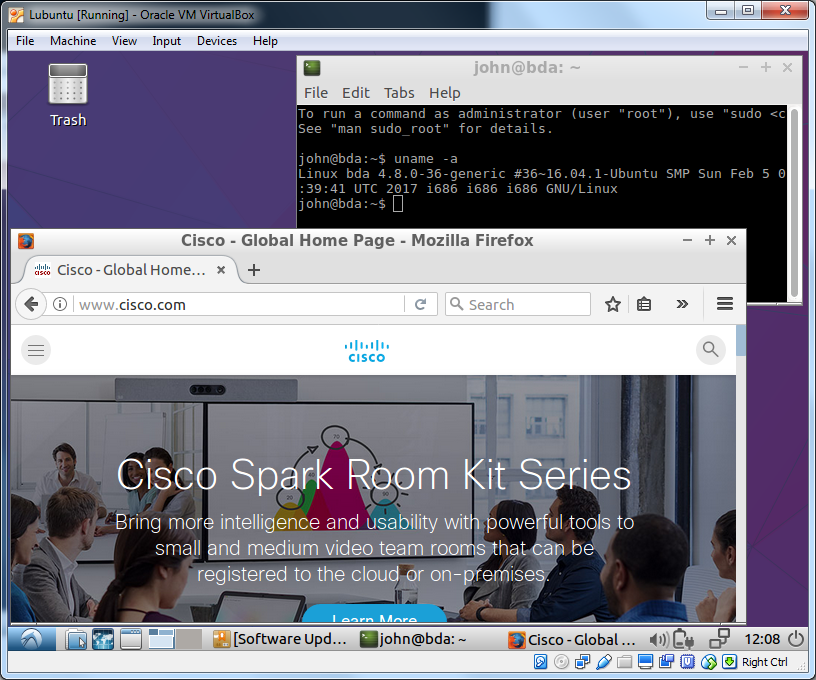 Lubuntu [Running] - Oracle VM VirtualBox
File Machine View Input Devices Help
Trash
john@bda: ~
File Edit Tabs Help
To run a command as administrator (user "root"), use "sudo <c
See "man sudo_root" for details.
john@bda:~$ uname -a
Linux bda 4.8.0-36-generic #36~16.04.1-Ubuntu SMP Sun Feb 5 0
:39:41 UTC 2017 i686 i686 i686 GNU/Linux
john@bda:~$
Cisco - Global Home Page - Mozilla Firefox
Cisco - Global Home...
www.cisco.com
Search
CISCO
Cisco Spark Room Kit Series
Bring more intelligence and usability with powerful tools to
small and medium video team rooms that can be
registered to the cloud or on-premises.
Learn More
[Software Upd...
john@bda: ~
Cisco - Global ...
12:08
Right Ctrl